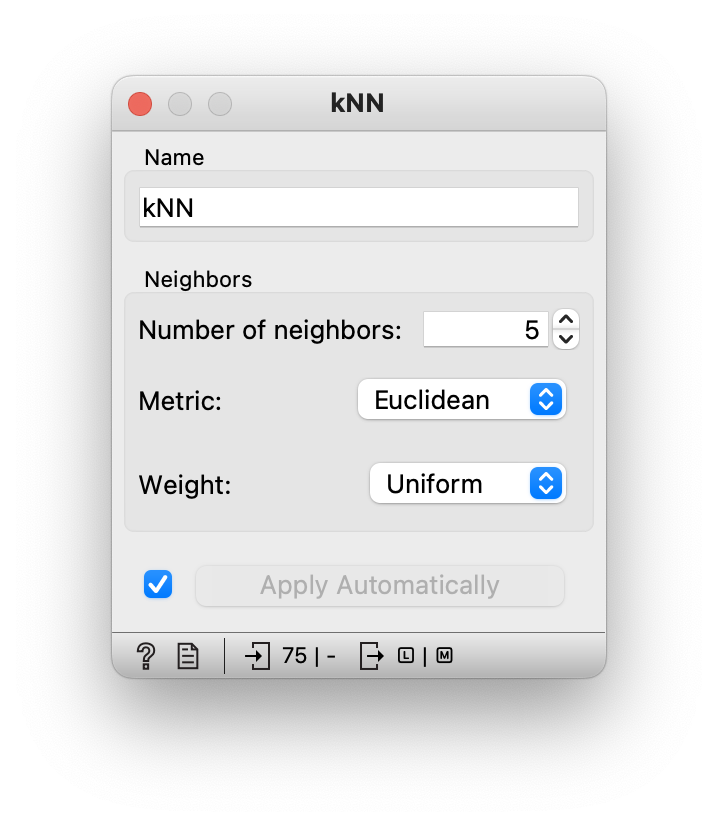 kNN
Name
kNN
Neighbors
Number of neighbors: 5
Metric: Euclidean
Weight: Uniform
Apply Automatically
? 75 | - L | M